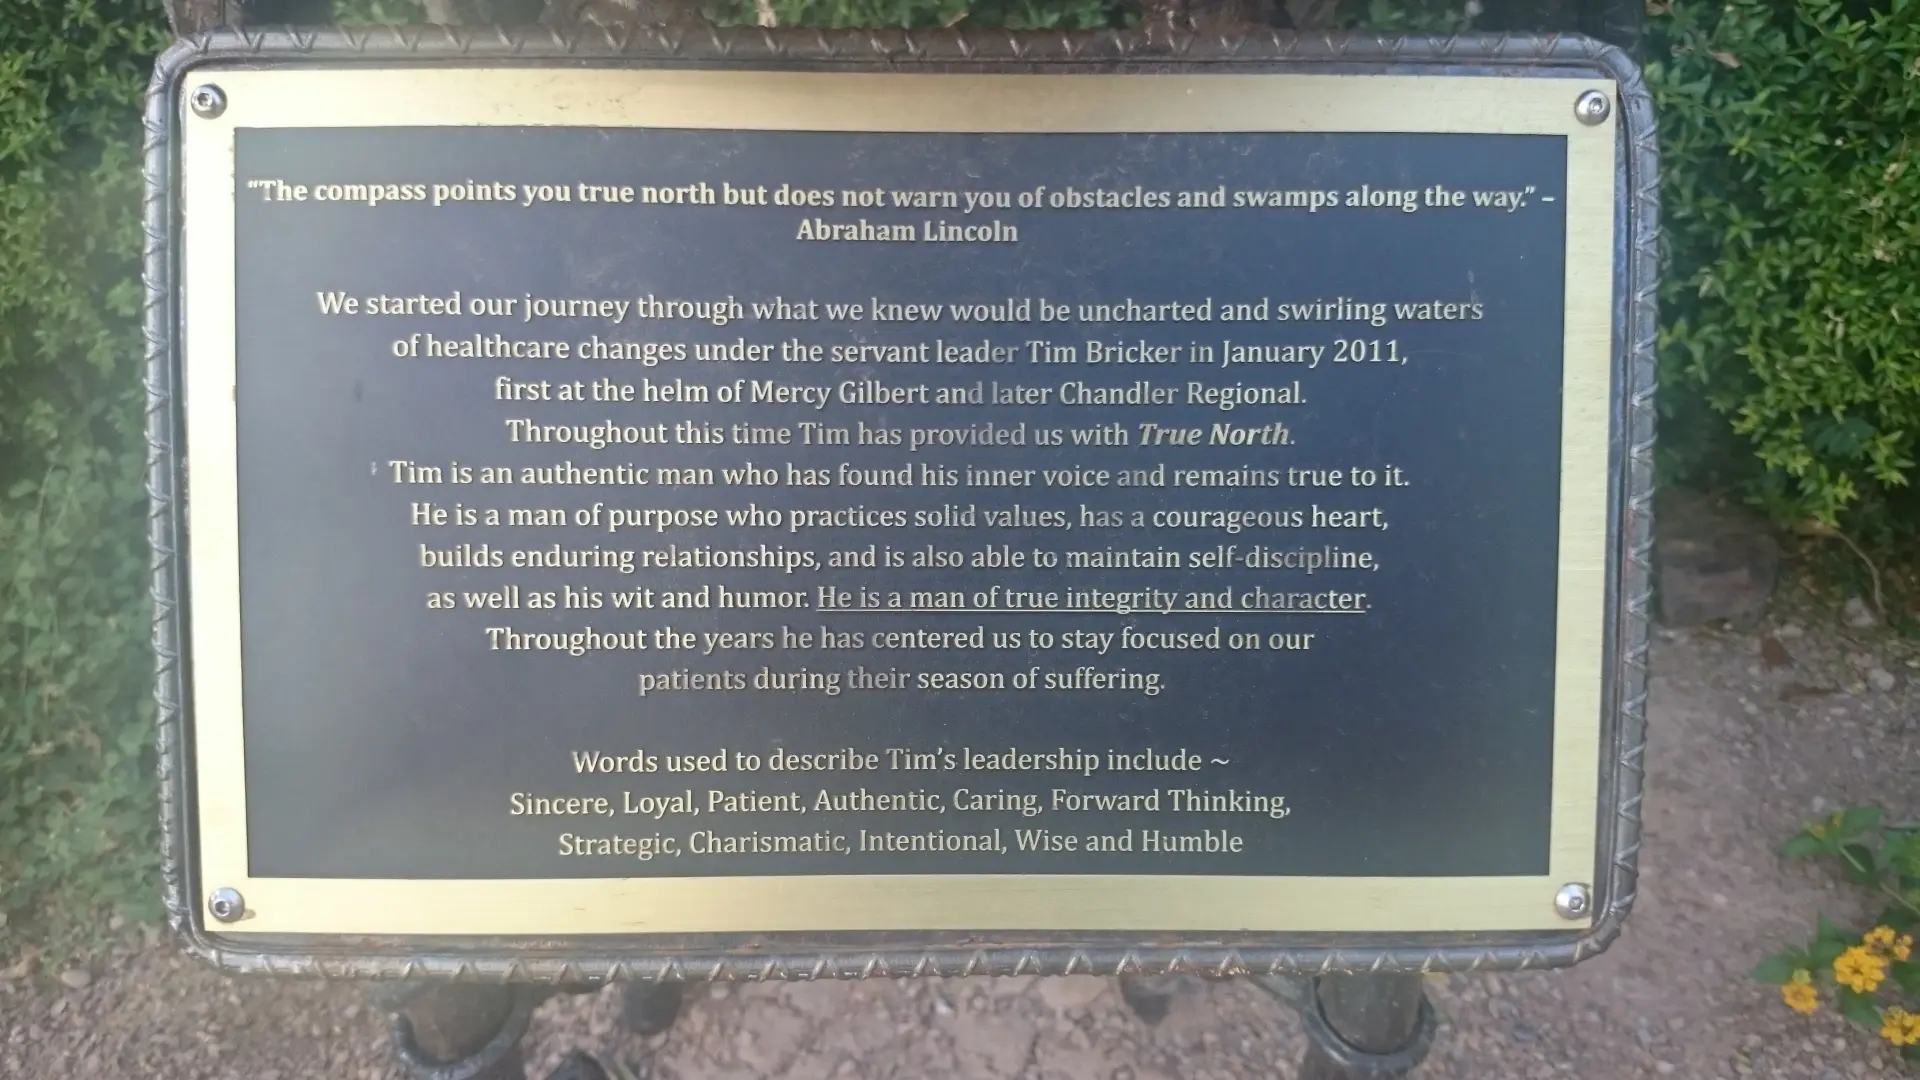 “The compass points you true north but does not warn you of obstacles and swamps along the way.” –
Abraham Lincoln
We started our journey through what we knew would be uncharted and swirling waters
of healthcare changes under the servant leader Tim Bricker in January 2011,
first at the helm of Mercy Gilbert and later Chandler Regional.
Throughout this time Tim has provided us with True North.
Tim is an authentic man who has found his inner voice and remains true to it.
He is a man of purpose who practices solid values, has a courageous heart,
builds enduring relationships, and is also able to maintain self-discipline,
as well as his wit and humor. He is a man of true integrity and character.
Throughout the years he has centered us to stay focused on our
patients during their season of suffering.
Words used to describe Tim’s leadership include ~
Sincere, Loyal, Patient, Authentic, Caring, Forward Thinking,
Strategic, Charismatic, Intentional, Wise and Humble